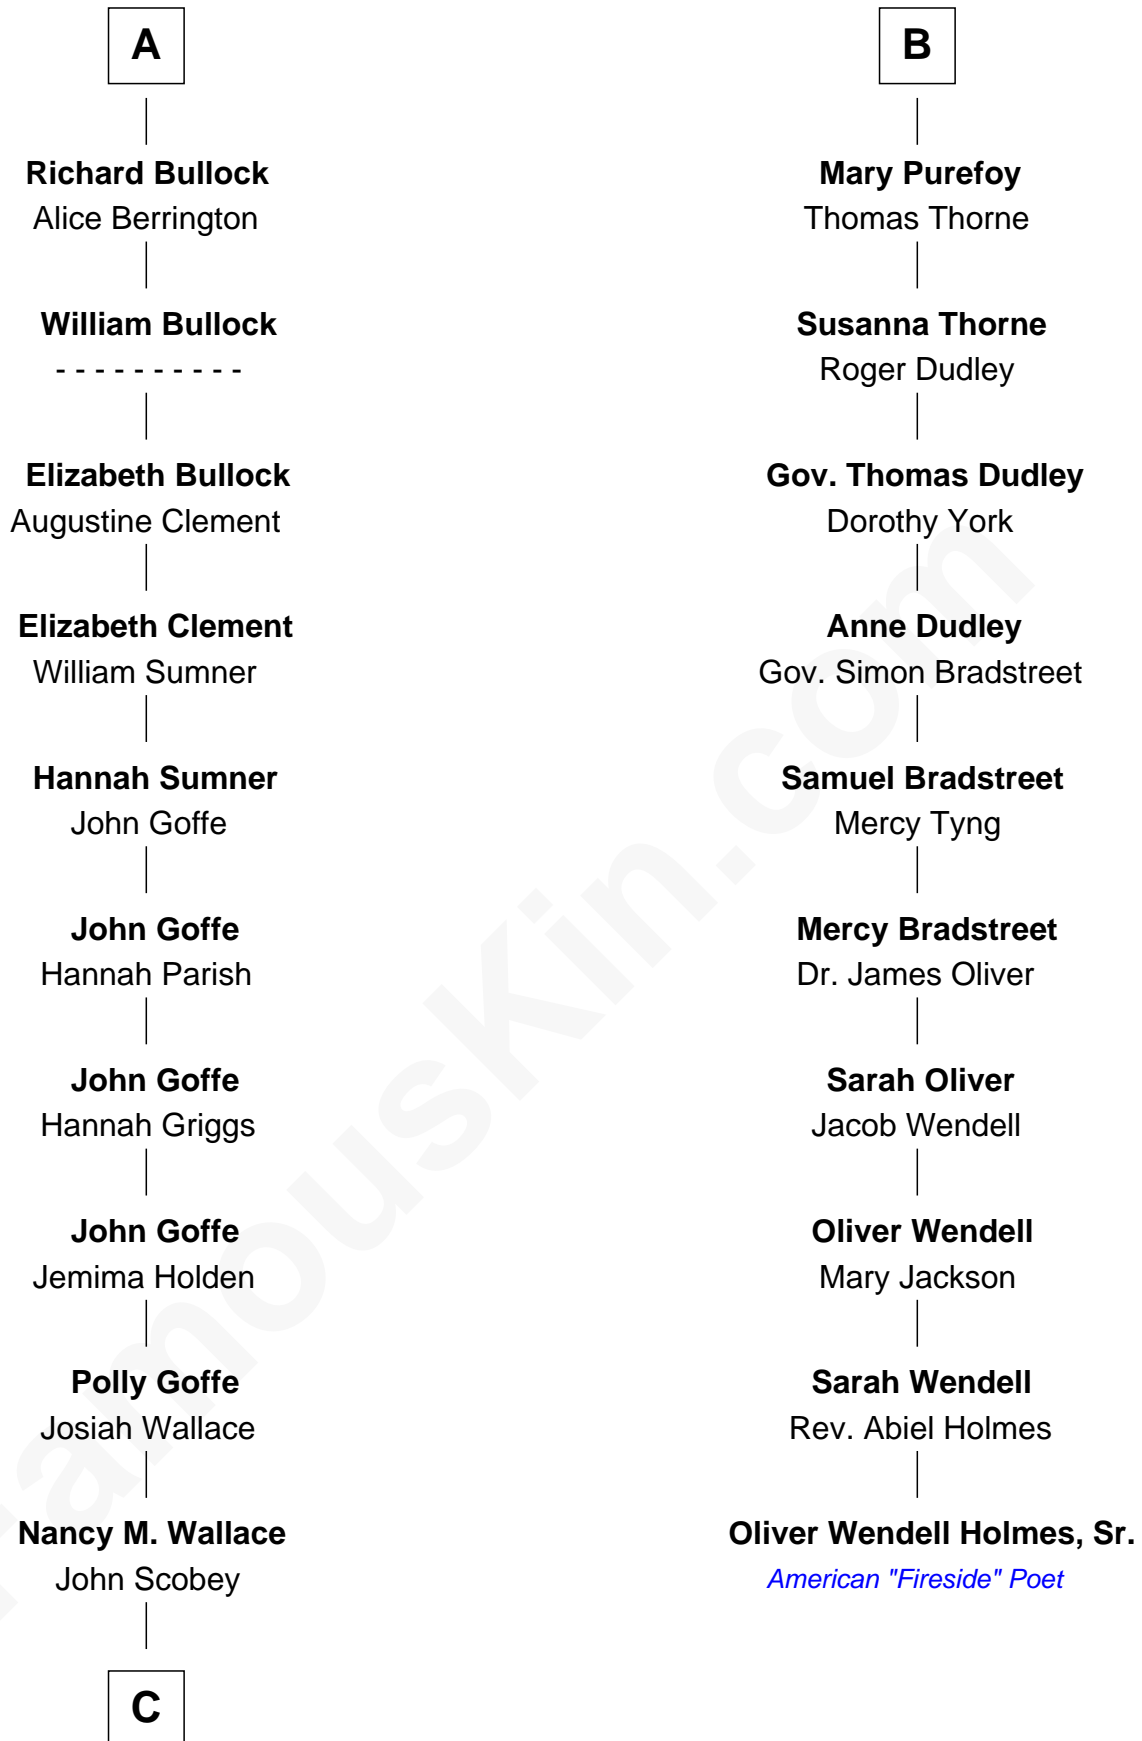 A
Richard Bullock
Alice Berrington
William Bullock
- - - - - - - - - -
Elizabeth Bullock
Augustine Clement
Elizabeth Clement
William Sumner
Hannah Sumner
John Goffe
John Goffe
Hannah Parish
John Goffe
Hannah Griggs
John Goffe
Jemima Holden
Polly Goffe
Josiah Wallace
Nancy M. Wallace
John Scobey
C
B
Mary Purefoy
Thomas Thorne
Susanna Thorne
Roger Dudley
Gov. Thomas Dudley
Dorothy York
Anne Dudley
Gov. Simon Bradstreet
Samuel Bradstreet
Mercy Tyng
Mercy Bradstreet
Dr. James Oliver
Sarah Oliver
Jacob Wendell
Oliver Wendell
Mary Jackson
Sarah Wendell
Rev. Abiel Holmes
Oliver Wendell Holmes, Sr.
American "Fireside" Poet
FamousKin.com